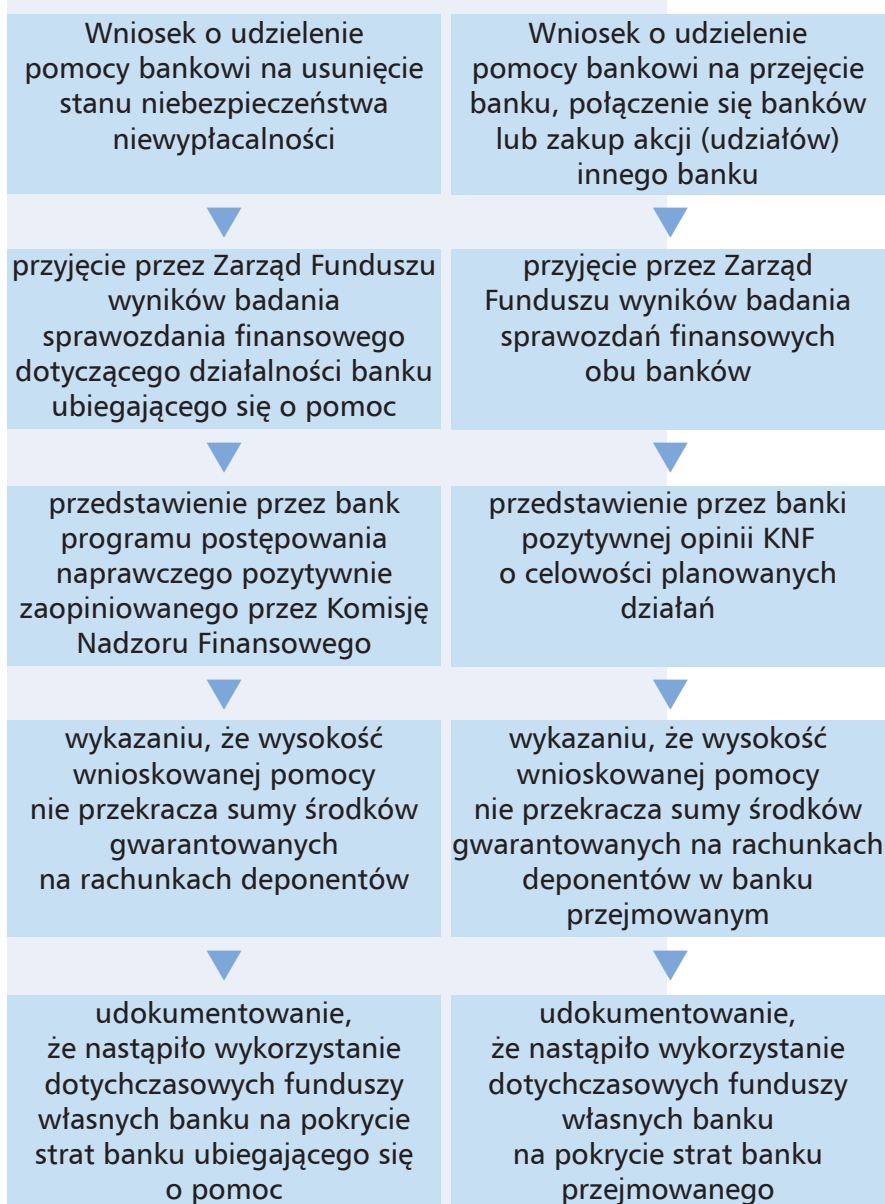 Wniosek o udzielenie
pomocy bankowi na usunięcie
stanu niebezpieczeństwa
niewypłacalności
przyjęcie przez Zarząd Funduszu
wyników badania
sprawozdania finansowego
dotyczącego działalności banku
ubiegającego się o pomoc
przedstawienie przez bank
programu postępowania
naprawczego pozytywnie
zaopiniowanego przez Komisję
Nadzoru Finansowego
wykazaniu, że wysokość
wnioskowanej pomocy
nie przekracza sumy środków
gwarantowanych
na rachunkach deponentów
udokumentowanie,
że nastąpiło wykorzystanie
dotychczasowych funduszy
własnych banku na pokrycie
strat banku ubiegającego się
o pomoc
Wniosek o udzielenie
pomocy bankowi na przejęcie
banku, połączenie się banków
lub zakup akcji (udziałów)
innego banku
przyjęcie przez Zarząd
Funduszu wyników badania
sprawozdań finansowych
obu banków
przedstawienie przez banki
pozytywnej opinii KNF
o celowości planowanych
działań
wykazaniu, że wysokość
wnioskowanej pomocy
nie przekracza sumy środków
gwarantowanych na rachunkach
deponentów w banku
przejmowanym
udokumentowanie,
że nastąpiło wykorzystanie
dotychczasowych funduszy
własnych banku
na pokrycie strat banku
przejmowanego